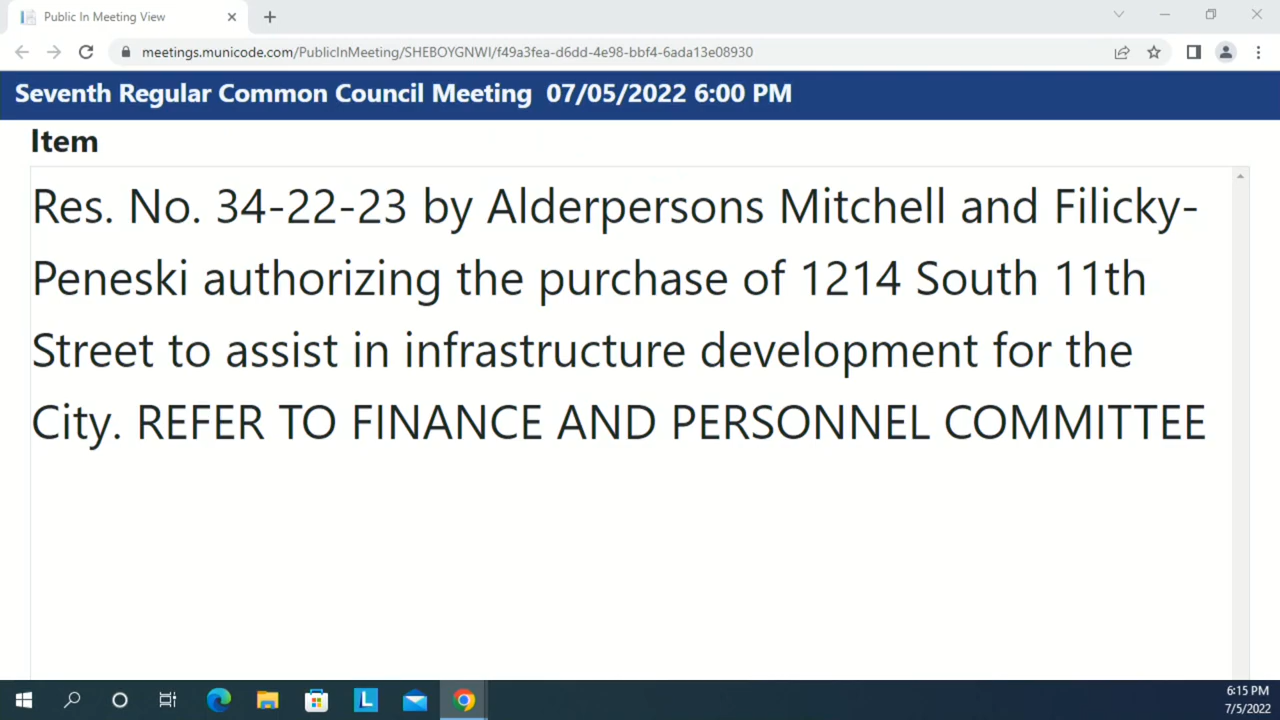 Public In Meeting View
meetings.municode.com/PublicInMeeting/SHEBOYGNWI/f49a3fea-d6dd-4e98-bbf4-6ada13e08930
Seventh Regular Common Council Meeting 07/05/2022 6:00 PM
Item
Res. No. 34-22-23 by Alderpersons Mitchell and Filicky-
Peneski authorizing the purchase of 1214 South 11th
Street to assist in infrastructure development for the
City. REFER TO FINANCE AND PERSONNEL COMMITTEE
L
6:15 PM
7/5/2022